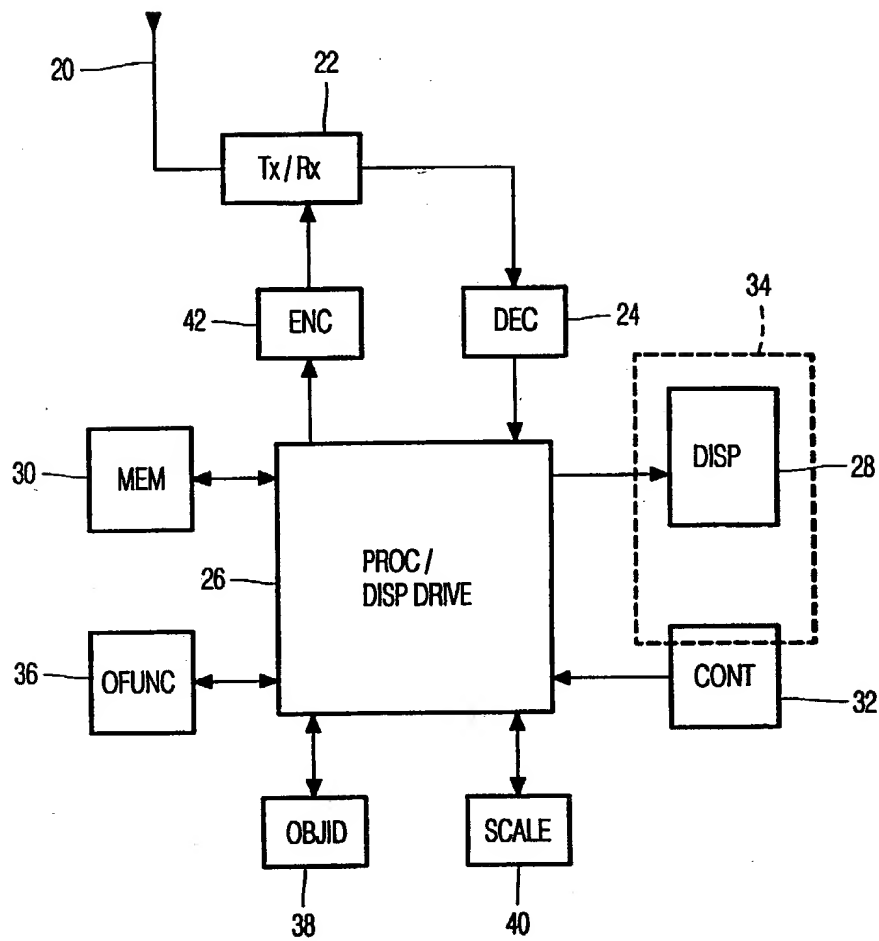 20
22
Tx / Rx
42
ENC
DEC
24
34
30
MEM
DISP
28
26
PROC /
DISP DRIVE
36
OFUNC
CONT
32
OBJID
SCALE
38
40